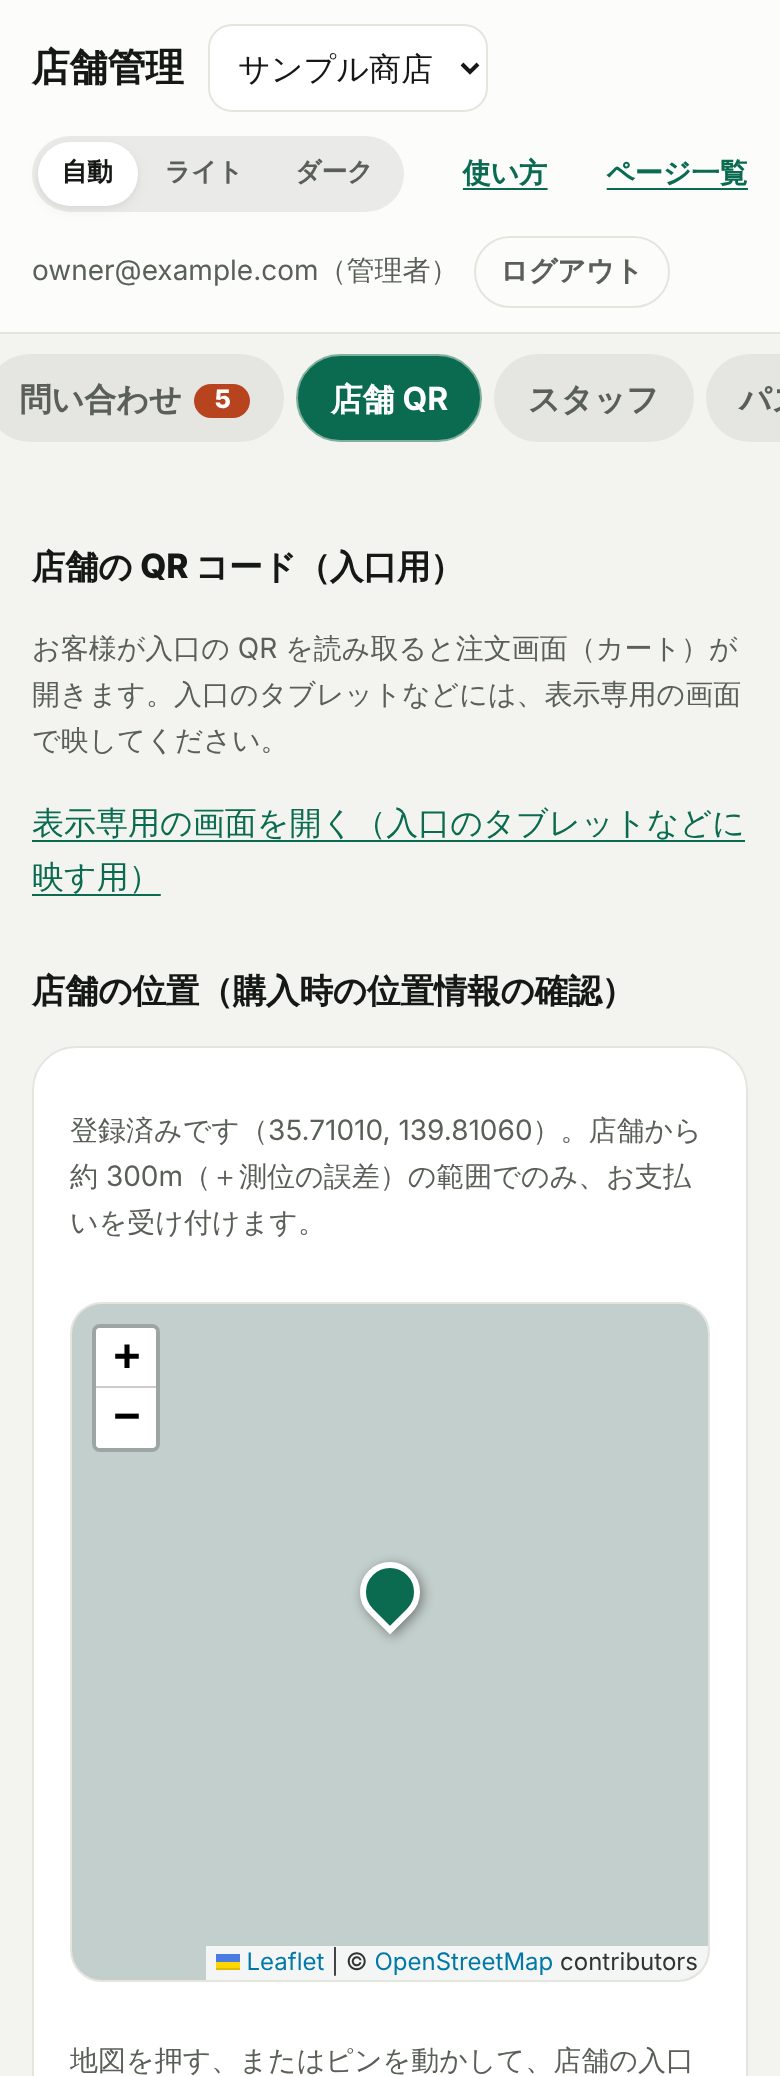 店舗管理
サンプル商店
自動 ライト ダーク 使い方 ページ一覧
owner@example.com（管理者） ログアウト
問い合わせ 5 店舗 QR スタッフ
店舗の QR コード（入口用）
お客様が入口の QR を読み取ると注文画面（カート）が
開きます。入口のタブレットなどには、表示専用の画面
で映してください。
表示専用の画面を開く（入口のタブレットなどに
映す用）
店舗の位置（購入時の位置情報の確認）
登録済みです（35.71010, 139.81060）。店舗から
約 300m（＋測位の誤差）の範囲でのみ、お支払
いを受け付けます。
+
−
Leaflet | © OpenStreetMap contributors
地図を押す、またはピンを動かして、店舗の入口